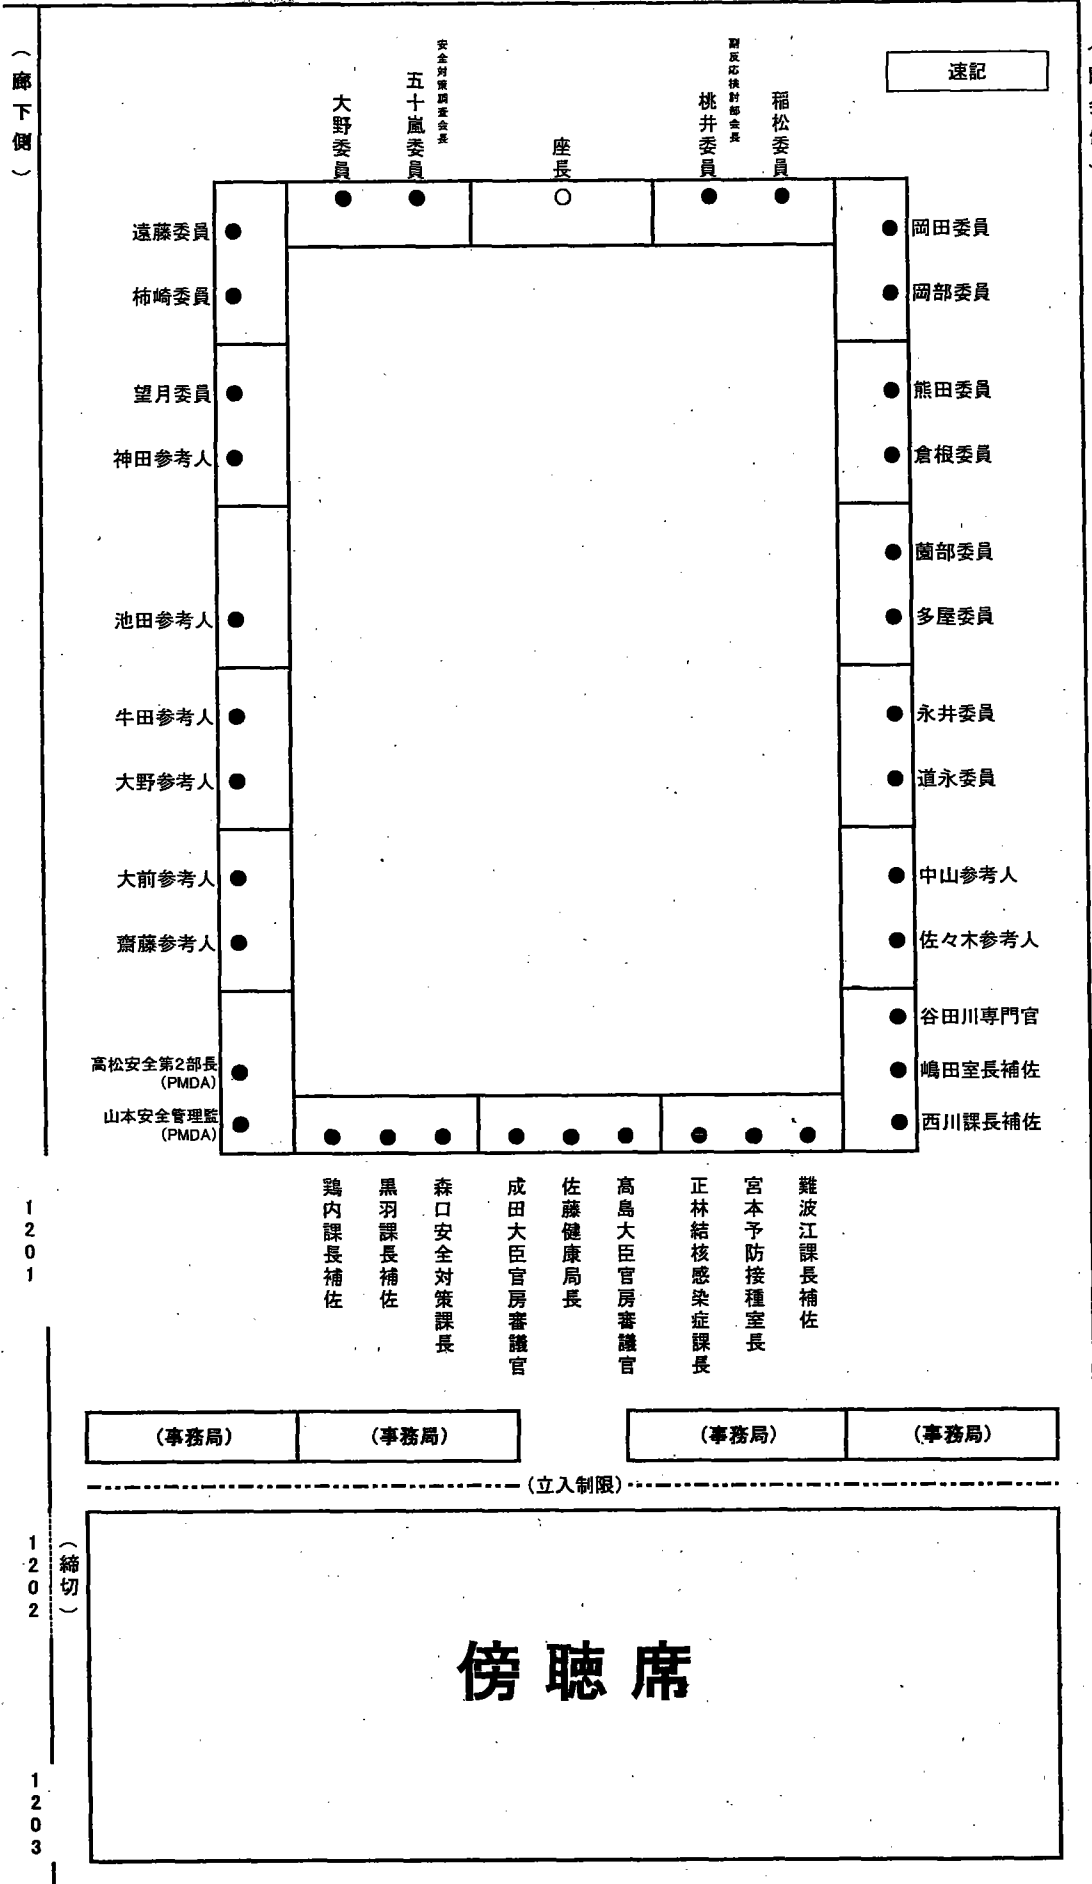 （廊下側）
速記
大野委員
五十嵐委員
安全対策調査会長
座長
桃井委員
副反応検討部会長
稲松委員
遠藤委員
柿崎委員
望月委員
神田参考人
池田参考人
牛田参考人
大野参考人
大前参考人
齋藤参考人
高松安全第2部長
(PMDA)
山本安全管理監
(PMDA)
岡田委員
岡部委員
熊田委員
倉根委員
薗部委員
多屋委員
永井委員
道永委員
中山参考人
佐々木参考人
谷田川専門官
嶋田室長補佐
西川課長補佐
鶏内課長補佐
黒羽課長補佐
森口安全対策課長
成田大臣官房審議官
佐藤健康局長
高島大臣官房審議官
正林結核感染症課長
宮本予防接種室長
難波江課長補佐
1201
（事務局）
（事務局）
（事務局）
（事務局）
（立入制限）
1202
（締切）
傍聴席
1203